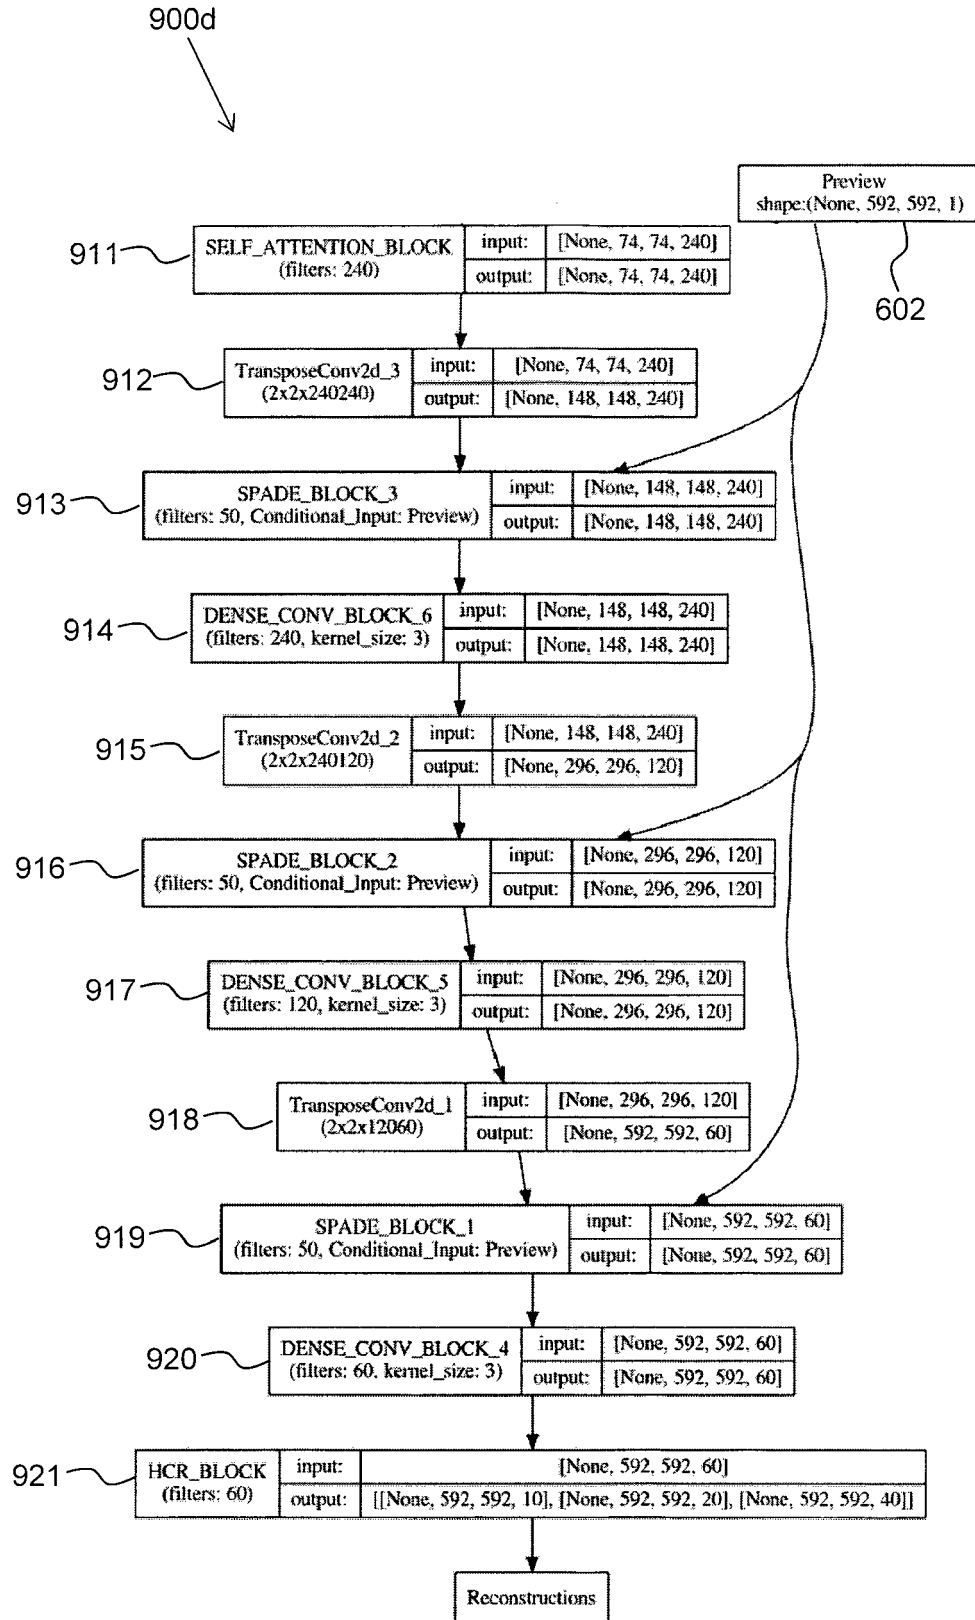 900d
Preview
shape:(None, 592, 592, 1)
602
911
SELF_ATTENTION_BLOCK
(filters: 240)
input:
[None, 74, 74, 240]
output:
[None, 74, 74, 240]
912
TransposeConv2d_3
(2x2x240240)
input:
[None, 74, 74, 240]
output:
[None, 148, 148, 240]
913
SPADE_BLOCK_3
(filters: 50, Conditional_Input: Preview)
input:
[None, 148, 148, 240]
output:
[None, 148, 148, 240]
914
DENSE_CONV_BLOCK_6
(filters: 240, kernel_size: 3)
input:
[None, 148, 148, 240]
output:
[None, 148, 148, 240]
915
TransposeConv2d_2
(2x2x240120)
input:
[None, 148, 148, 240]
output:
[None, 296, 296, 120]
916
SPADE_BLOCK_2
(filters: 50, Conditional_Input: Preview)
input:
[None, 296, 296, 120]
output:
[None, 296, 296, 120]
917
DENSE_CONV_BLOCK_5
(filters: 120, kernel_size: 3)
input:
[None, 296, 296, 120]
output:
[None, 296, 296, 120]
918
TransposeConv2d_1
(2x2x12060)
input:
[None, 296, 296, 120]
output:
[None, 592, 592, 60]
919
SPADE_BLOCK_1
(filters: 50, Conditional_Input: Preview)
input:
[None, 592, 592, 60]
output:
[None, 592, 592, 60]
920
DENSE_CONV_BLOCK_4
(filters: 60, kernel_size: 3)
input:
[None, 592, 592, 60]
output:
[None, 592, 592, 60]
921
HCR_BLOCK
(filters: 60)
input:
[None, 592, 592, 60]
output:
[[None, 592, 592, 10], [None, 592, 592, 20], [None, 592, 592, 40]]
Reconstructions